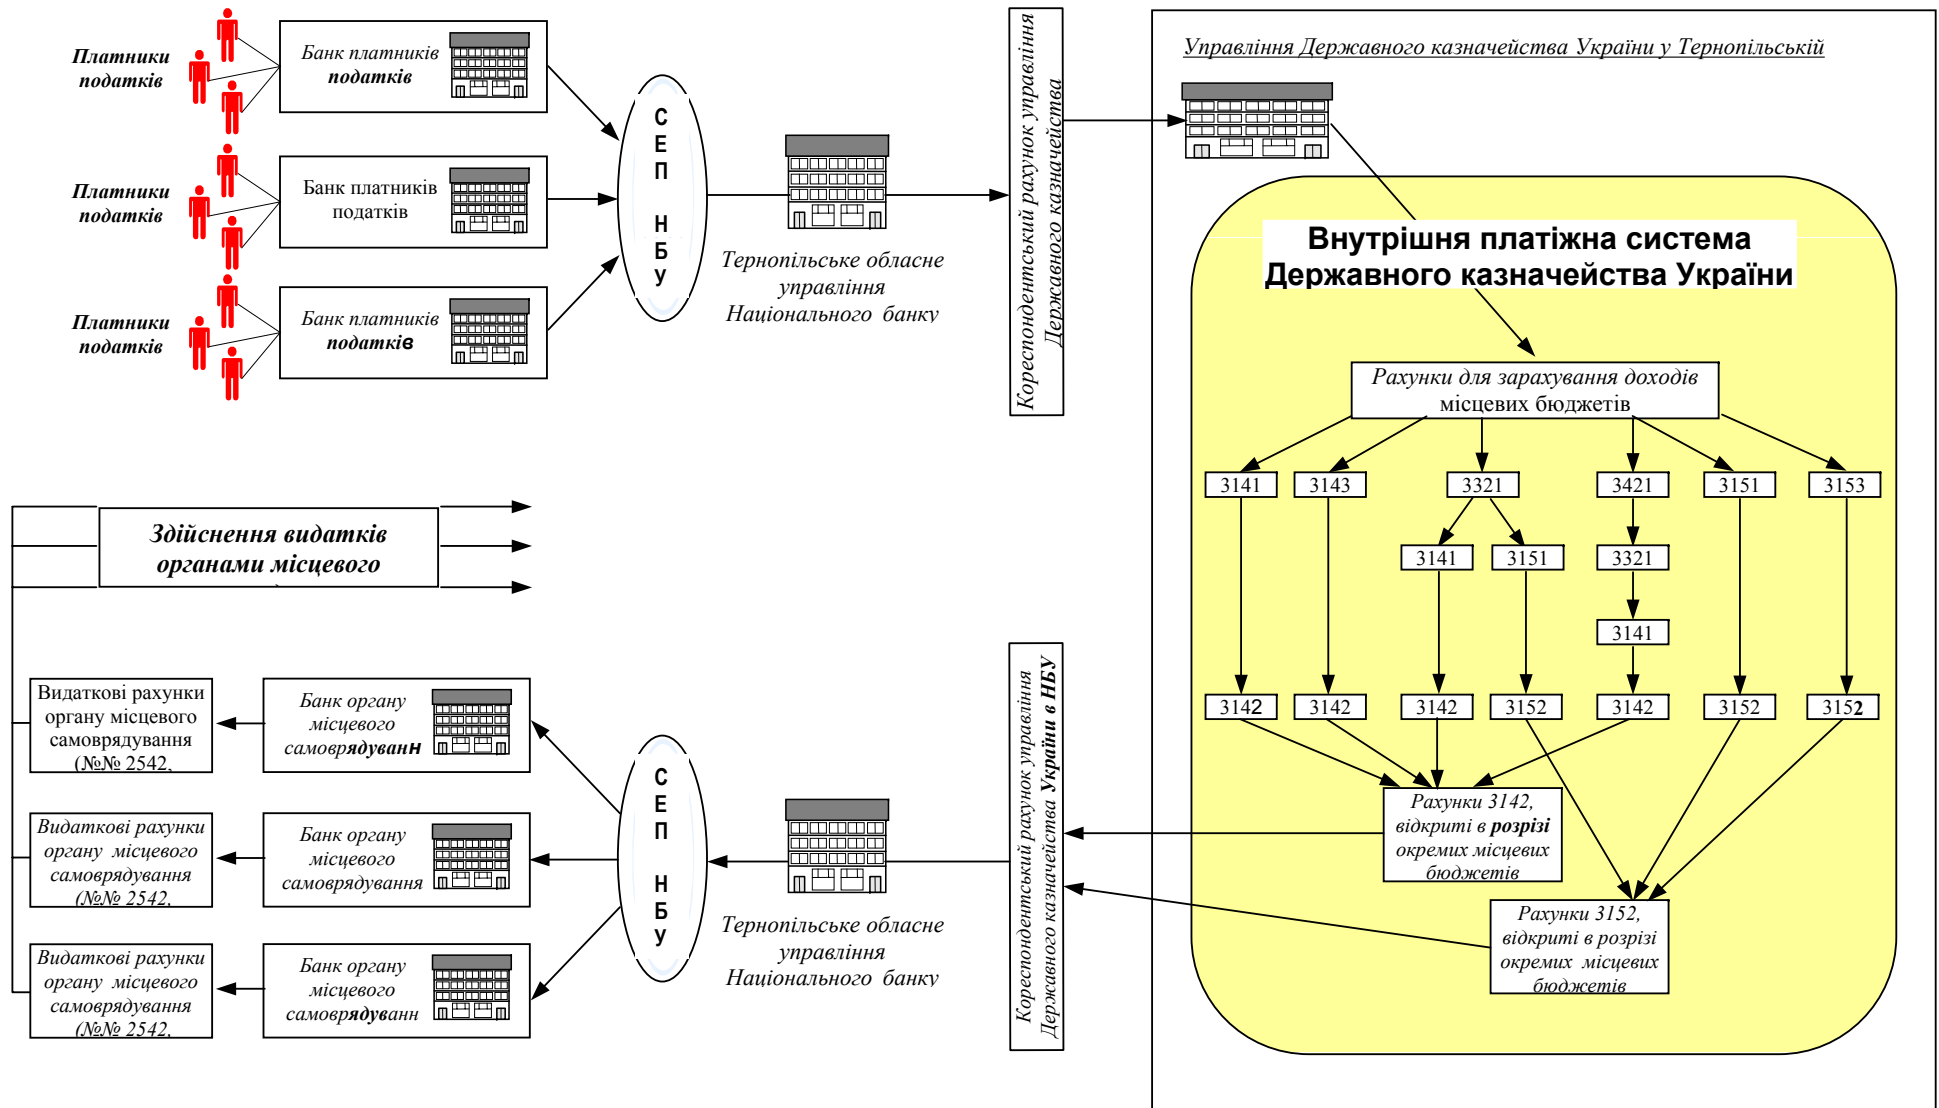 Платники
податків
Банк платників
податків
Платники
податків
Банк платників
податків
Платники
податків
Банк платників
податків
С
Е
П
Н
Б
У
Тернопільське обласне
управління
Національного банку
Кореспондентський рахунок управління
Державного казначейства
Управління Державного казначейства України у Тернопільській
Внутрішня платіжна система
Державного казначейства України
Рахунки для зарахування доходів
місцевих бюджетів
3141 3143 3321 3421 3151 3153
3141 3151 3321
3141
3142 3142 3142 3152 3142 3152 3152
Рахунки 3142,
відкриті в розрізі
окремих місцевих
бюджетів
Рахунки 3152,
відкриті в розрізі
окремих місцевих
бюджетів
Кореспондентський рахунок управління
Державного казначейства України в НБУ
Тернопільське обласне
управління
Національного банку
С
Е
П
Н
Б
У
Банк органу
місцевого
самоврядуванн
Банк органу
місцевого
самоврядування
Банк органу
місцевого
самоврядуванн
Видаткові рахунки
органу місцевого
самоврядування
(№№ 2542,
Видаткові рахунки
органу місцевого
самоврядування
(№№ 2542,
Видаткові рахунки
органу місцевого
самоврядування
(№№ 2542,
Здійснення видатків
органами місцевого